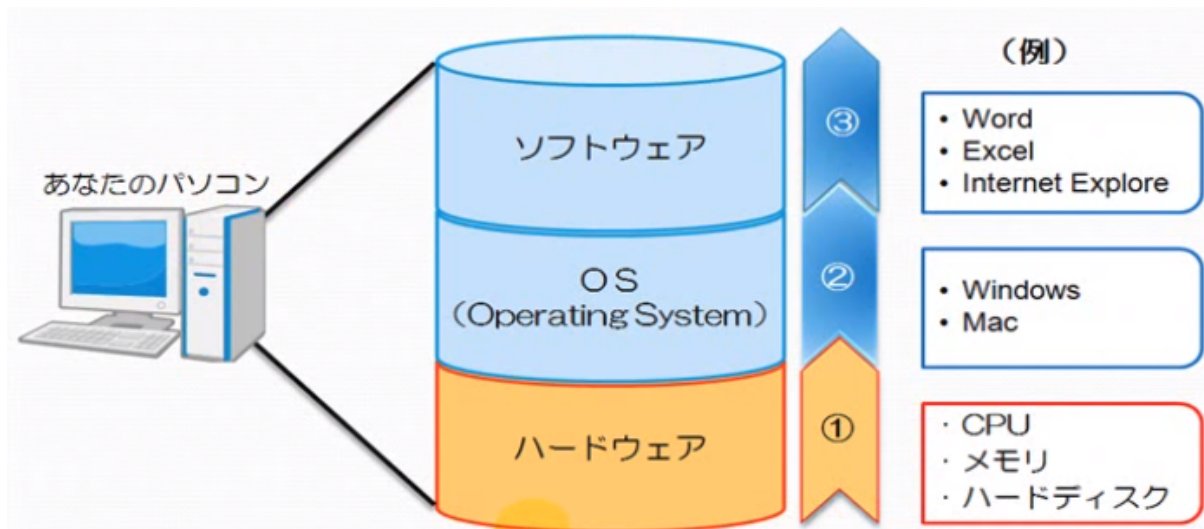 （例）
あなたのパソコン
ソフトウェア
③
• Word
• Excel
• Internet Explore
ＯＳ
（Operating System）
②
• Windows
• Mac
ハードウェア
①
・CPU
・メモリ
・ハードディスク